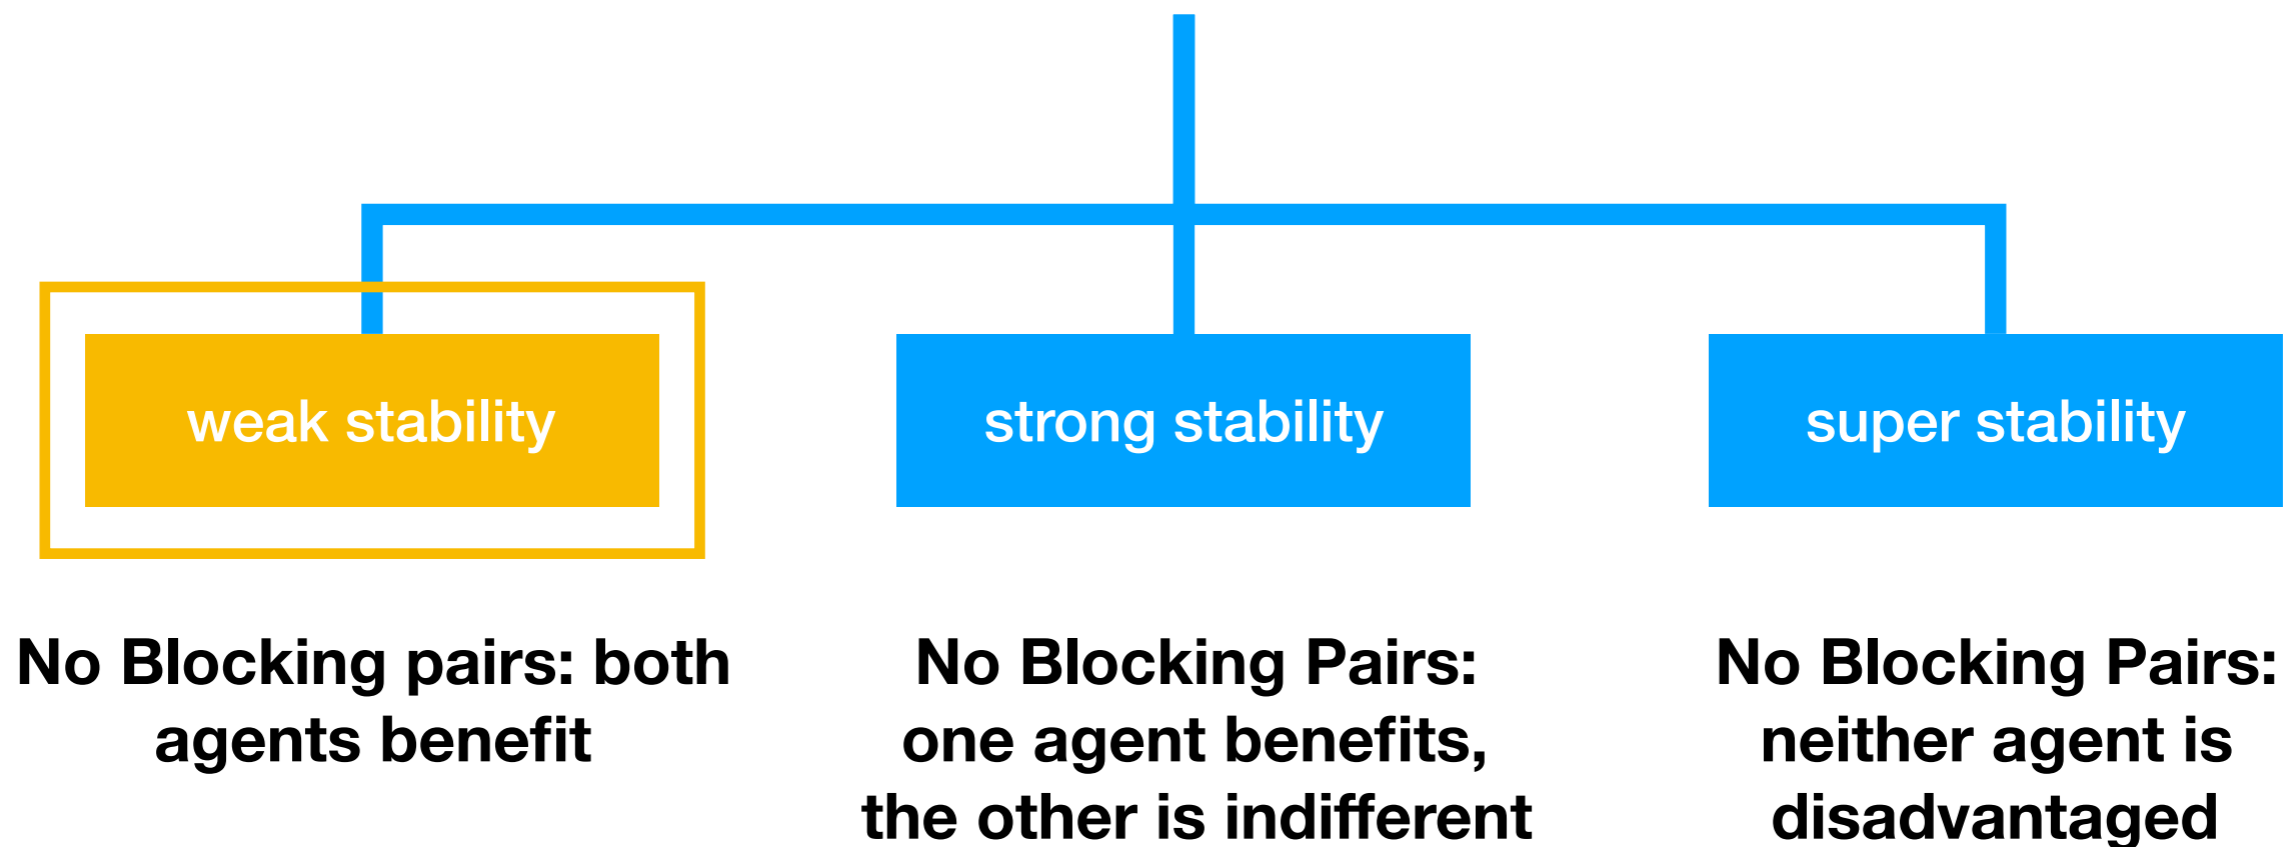 weak stability
strong stability
super stability
No Blocking pairs: both
agents benefit
No Blocking Pairs:
one agent benefits,
the other is indifferent
No Blocking Pairs:
neither agent is
disadvantaged